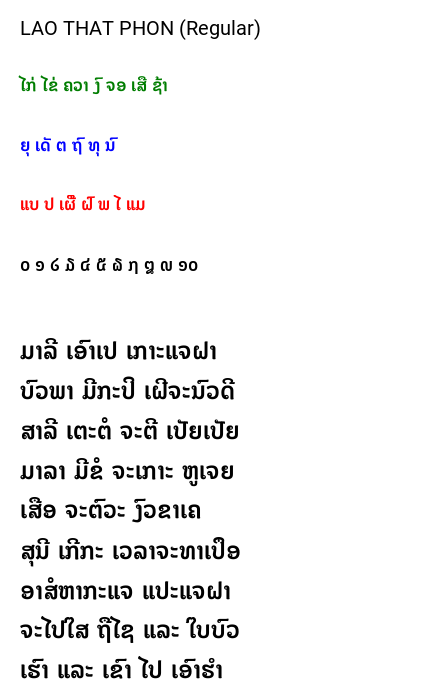 LAO THAT PHON (Regular)
ໄກ່ ໄຂ່ ຄວາ ງົ ຈອ ເສື ຊ້າ
ຍຸ ເດັ ຕ ຖົ ທຸ ນົ
ແບ ປ ເຜີ ຝົ ພ ໄ ແມ
໐ ໑ ໒ ໓ ໔ ໕ ໖ ໗ ໘ ໙ ໑໐
ມາລີ ເອົາເປ ເກາະແຈຝາ
ບົວພາ ມີກະປິ ເຝີຈະນົວດີ
ສາລີ ເຕະຕໍ ຈະຕີ ເປັຍເປັຍ
ມາລາ ມີຂໍ ຈະເກາະ ຫູເຈຍ
ເສືອ ຈະຕົວະ ງົວຂາເຄ
ສຸນີ ເກີກະ ເວລາຈະທາເປຶອ
ອາສໍຫາກະແຈ ແປະແຈຝາ
ຈະໄປໃສ ຖືໄຊ ແລະ ໃບບົວ
ເຮົາ ແລະ ເຂົາ ໄປ ເອົາຮໍາ